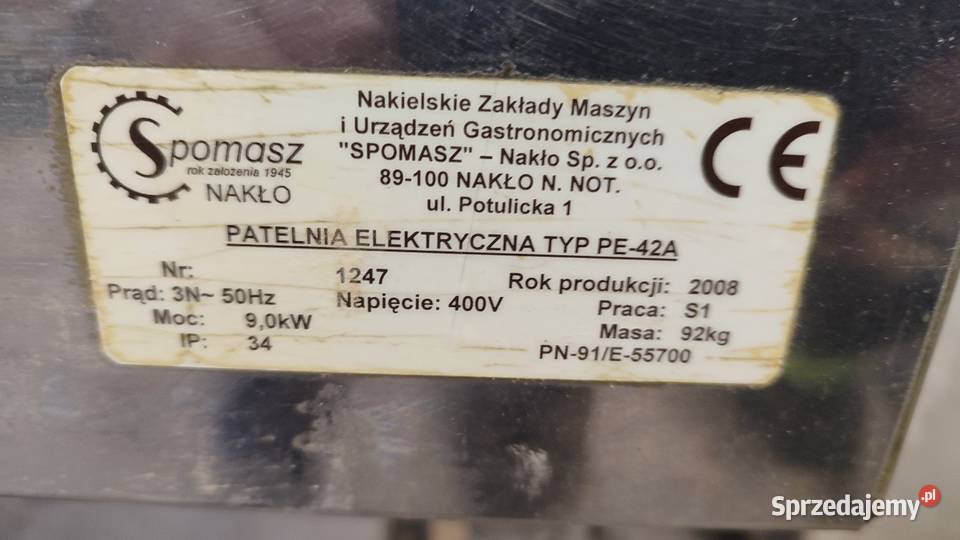 Spomasz
rok założenia 1945
NAKŁO
Nakielskie Zakłady Maszyn
i Urządzeń Gastronomicznych
"SPOMASZ" – Nakło Sp. z o.o.
89-100 NAKŁO N. NOT.
ul. Potulicka 1
CE
PATELNIA ELEKTRYCZNA TYP PE-42A
Nr: 1247 Rok produkcji: 2008
Prąd: 3N~ 50Hz Napięcie: 400V Praca: S1
Moc: 9,0kW Masa: 92kg
IP: 34 PN-91/E-55700
Sprzedajemy.pl